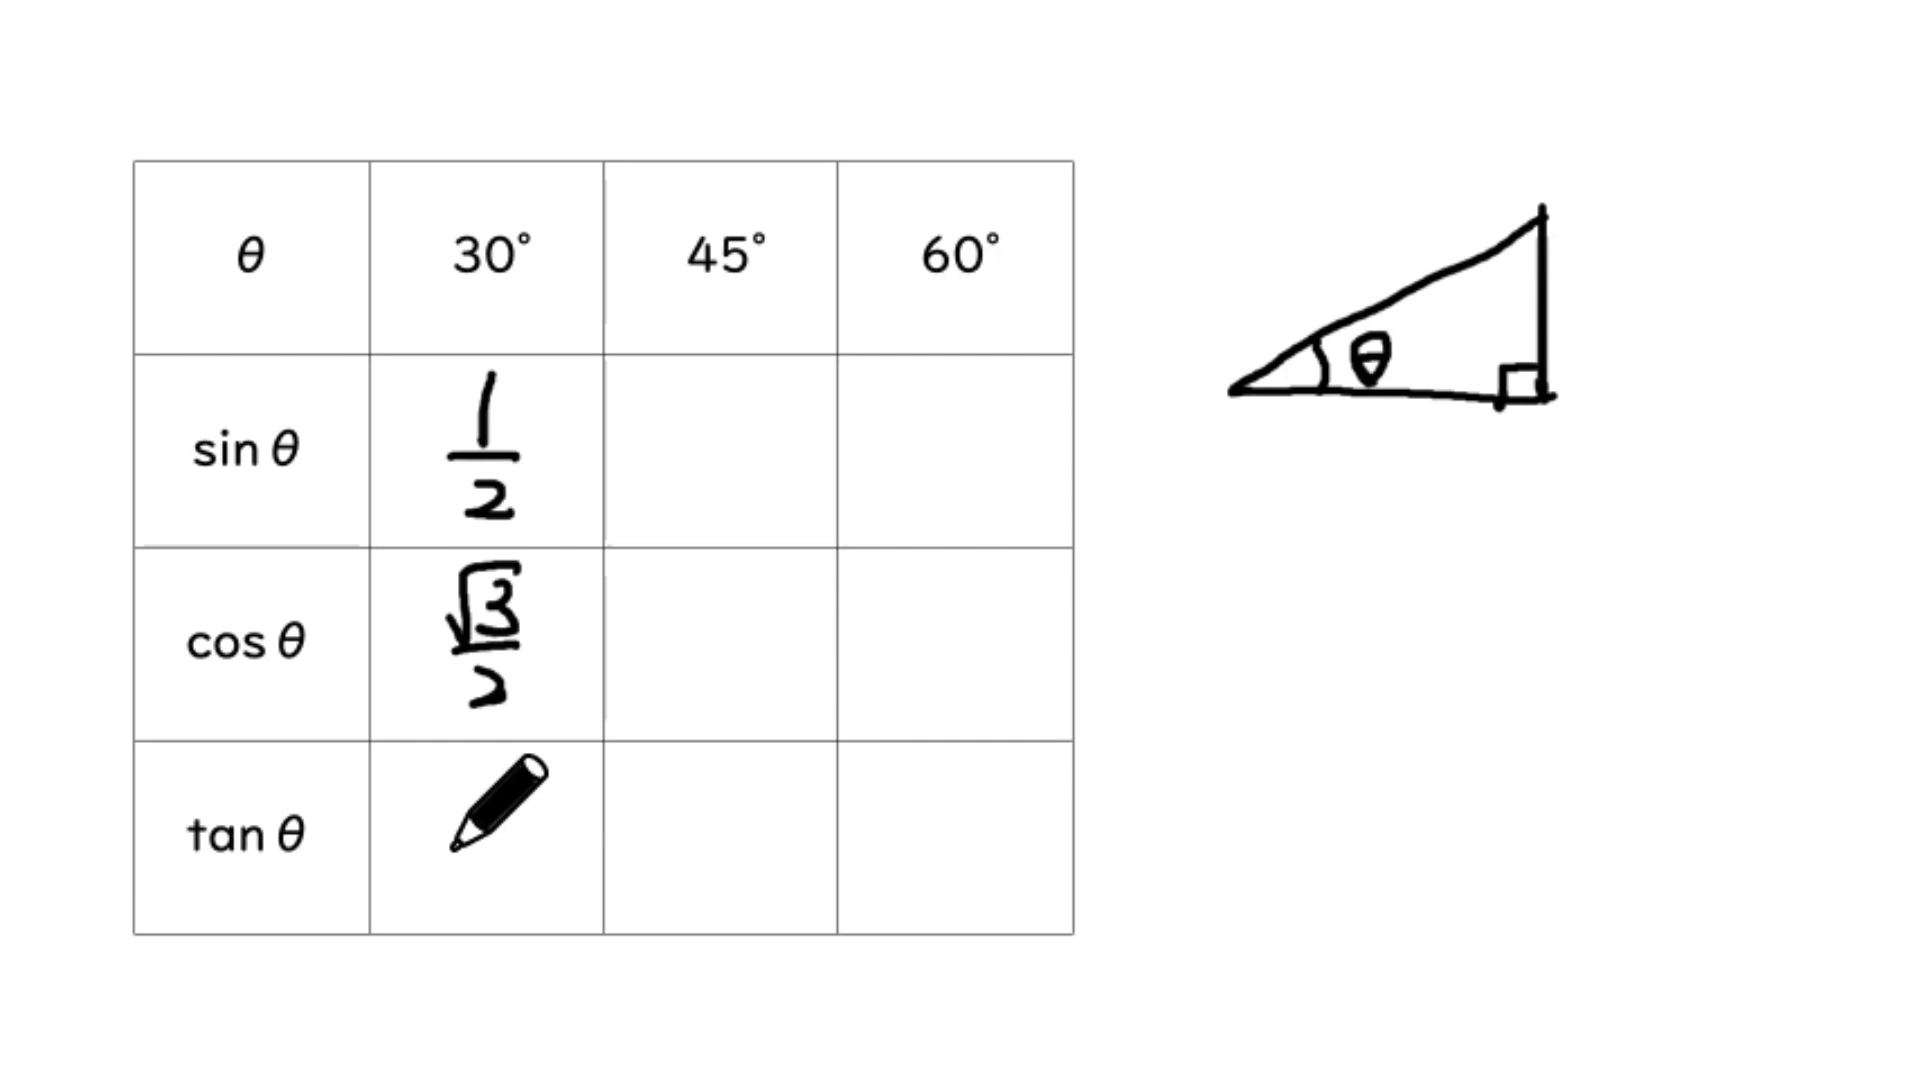 θ 30° 45° 60°
sin θ 1/2
cos θ √3/2
tan θ
θ